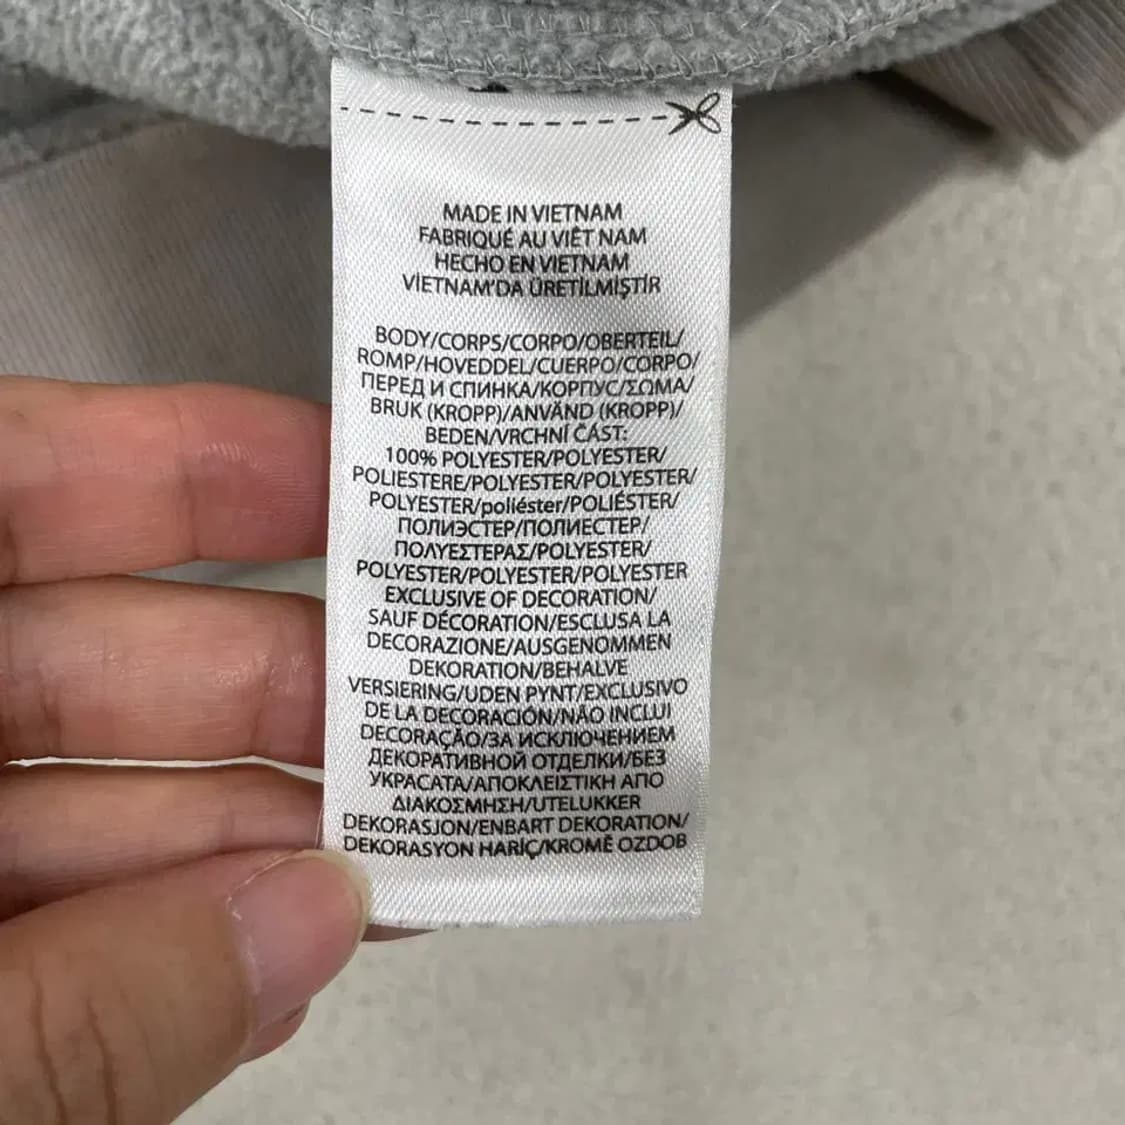 MADE IN VIETNAM
FABRIQUÉ AU VIÊT NAM
HECHO EN VIETNAM
VİETNAM'DA ÜRETİLMİŞTİR
BODY/CORPS/CORPO/OBERTEIL/
ROMP/HOVEDDEL/CUERPO/CORPO/
ПЕРЕД И СПИНКА/КОРПУС/ΣΩΜΑ/
BRUK (KROPP)/ANVÄND (KROPP)/
BEDEN/VRCHNÍ ČÁST:
100% POLYESTER/POLYESTER/
POLIESTERE/POLYESTER/POLYESTER/
POLYESTER/poliéster/POLIÉSTER/
ПОЛИЭСТЕР/ПОЛИЕСТЕР/
ΠΟΛΥΕΣΤΕΡΑΣ/POLYESTER/
POLYESTER/POLYESTER/POLYESTER
EXCLUSIVE OF DECORATION/
SAUF DÉCORATION/ESCLUSA LA
DECORAZIONE/AUSGENOMMEN
DEKORATION/BEHALVE
VERSIERING/UDEN PYNT/EXCLUSIVO
DE LA DECORACIÓN/NÃO INCLUI
DECORAÇÃO/ЗА ИСКЛЮЧЕНИЕМ
ДЕКОРАТИВНОЙ ОТДЕЛКИ/БЕЗ
УКРАСАТА/ΑΠΟΚΛΕΙΣΤΙΚΗ ΑΠΟ
ΔΙΑΚΟΣΜΗΣΗ/UTELUKKER
DEKORASJON/ENBART DEKORATION/
DEKORASYON HARİÇ/KROMĚ OZDOB